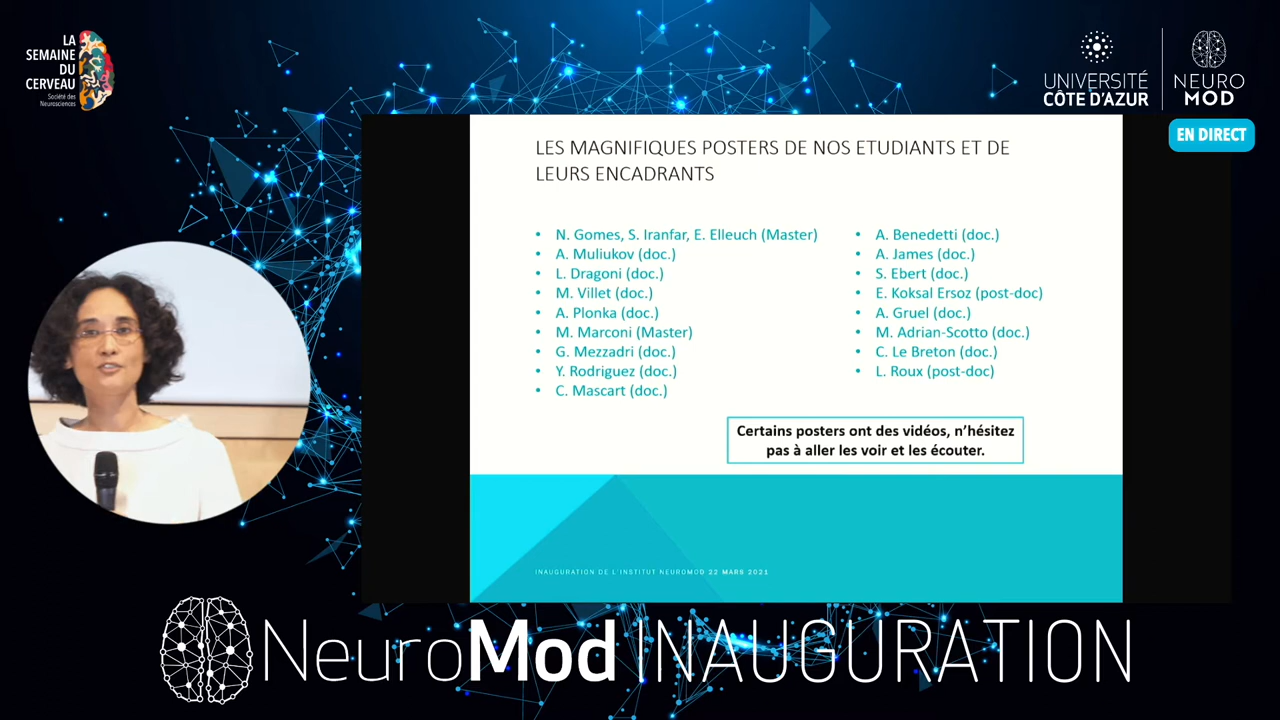 LA
SEMAINE
DU
CERVEAU
Société des
Neurosciences
UNIVERSITÉ
CÔTE D'AZUR
NEURO
MOD
EN DIRECT
LES MAGNIFIQUES POSTERS DE NOS ETUDIANTS ET DE
LEURS ENCADRANTS
• N. Gomes, S. Iranfar, E. Elleuch (Master)
• A. Muliukov (doc.)
• L. Dragoni (doc.)
• M. Villet (doc.)
• A. Plonka (doc.)
• M. Marconi (Master)
• G. Mezzadri (doc.)
• Y. Rodriguez (doc.)
• C. Mascart (doc.)
• A. Benedetti (doc.)
• A. James (doc.)
• S. Ebert (doc.)
• E. Koksal Ersoz (post-doc)
• A. Gruel (doc.)
• M. Adrian-Scotto (doc.)
• C. Le Breton (doc.)
• L. Roux (post-doc)
Certains posters ont des vidéos, n'hésitez
pas à aller les voir et les écouter.
INAUGURATION DE L'INSTITUT NEUROMOD 22 MARS 2021
NeuroMod INAUGURATION